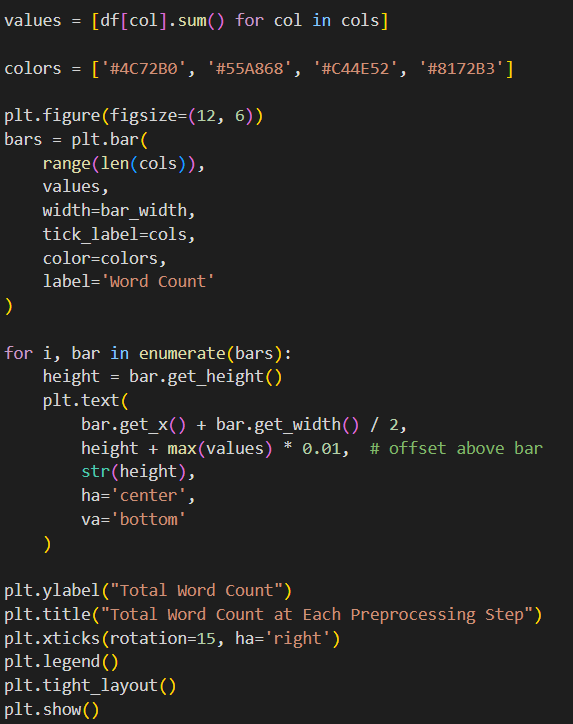 values = [df[col].sum() for col in cols]
colors = ['#4C72B0', '#55A868', '#C44E52', '#8172B3']
plt.figure(figsize=(12, 6))
bars = plt.bar(
    range(len(cols)),
    values,
    width=bar_width,
    tick_label=cols,
    color=colors,
    label='Word Count'
)
for i, bar in enumerate(bars):
    height = bar.get_height()
    plt.text(
        bar.get_x() + bar.get_width() / 2,
        height + max(values) * 0.01,  # offset above bar
        str(height),
        ha='center',
        va='bottom'
    )
plt.ylabel("Total Word Count")
plt.title("Total Word Count at Each Preprocessing Step")
plt.xticks(rotation=15, ha='right')
plt.legend()
plt.tight_layout()
plt.show()